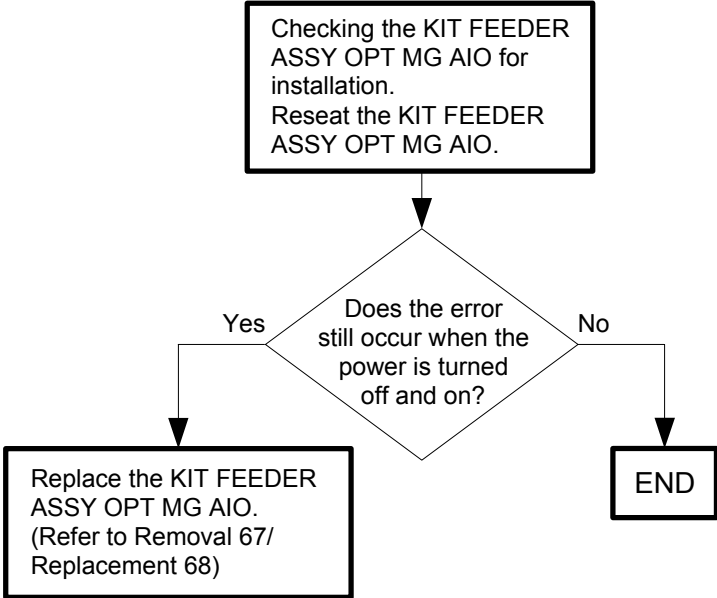 Checking the KIT FEEDER
ASSY OPT MG AIO for
installation.
Reseat the KIT FEEDER
ASSY OPT MG AIO.
Does the error
still occur when the
power is turned
off and on?
Yes
No
Replace the KIT FEEDER
ASSY OPT MG AIO.
(Refer to Removal 67/
Replacement 68)
END